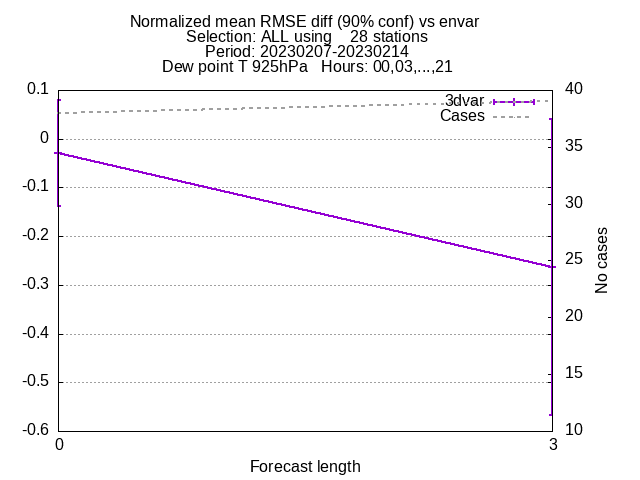 Normalized mean RMSE diff (90% conf) vs envar
Selection: ALL using    28 stations
Period: 20230207-20230214
Dew point T 925hPa   Hours: 00,03,...,21
3dvar
Cases
0.1
0
-0.1
-0.2
-0.3
-0.4
-0.5
-0.6
40
35
30
25
20
15
10
No cases
0
3
Forecast length